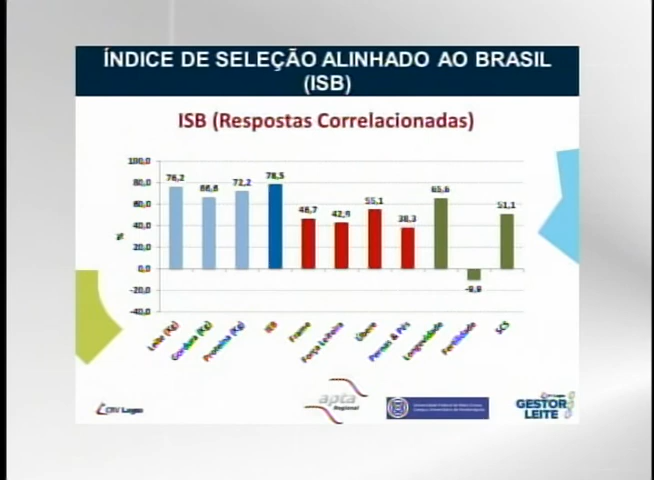 ÍNDICE DE SELEÇÃO ALINHADO AO BRASIL
(ISB)
ISB (Respostas Correlacionadas)
100,0
80,0
60,0
40,0
20,0
0,0
-20,0
-40,0
%
76,2
66,6
72,2
78,5
46,7
42,9
55,1
38,3
65,6
-9,9
51,1
Leite (Kg)
Gordura (Kg)
Proteína (Kg)
ISB
Frame
Força Leiteira
Úbere
Pernas & Pés
Longevidade
Fertilidade
SCS
CRV Lagoa
apta
Regional
GESTOR
LEITE